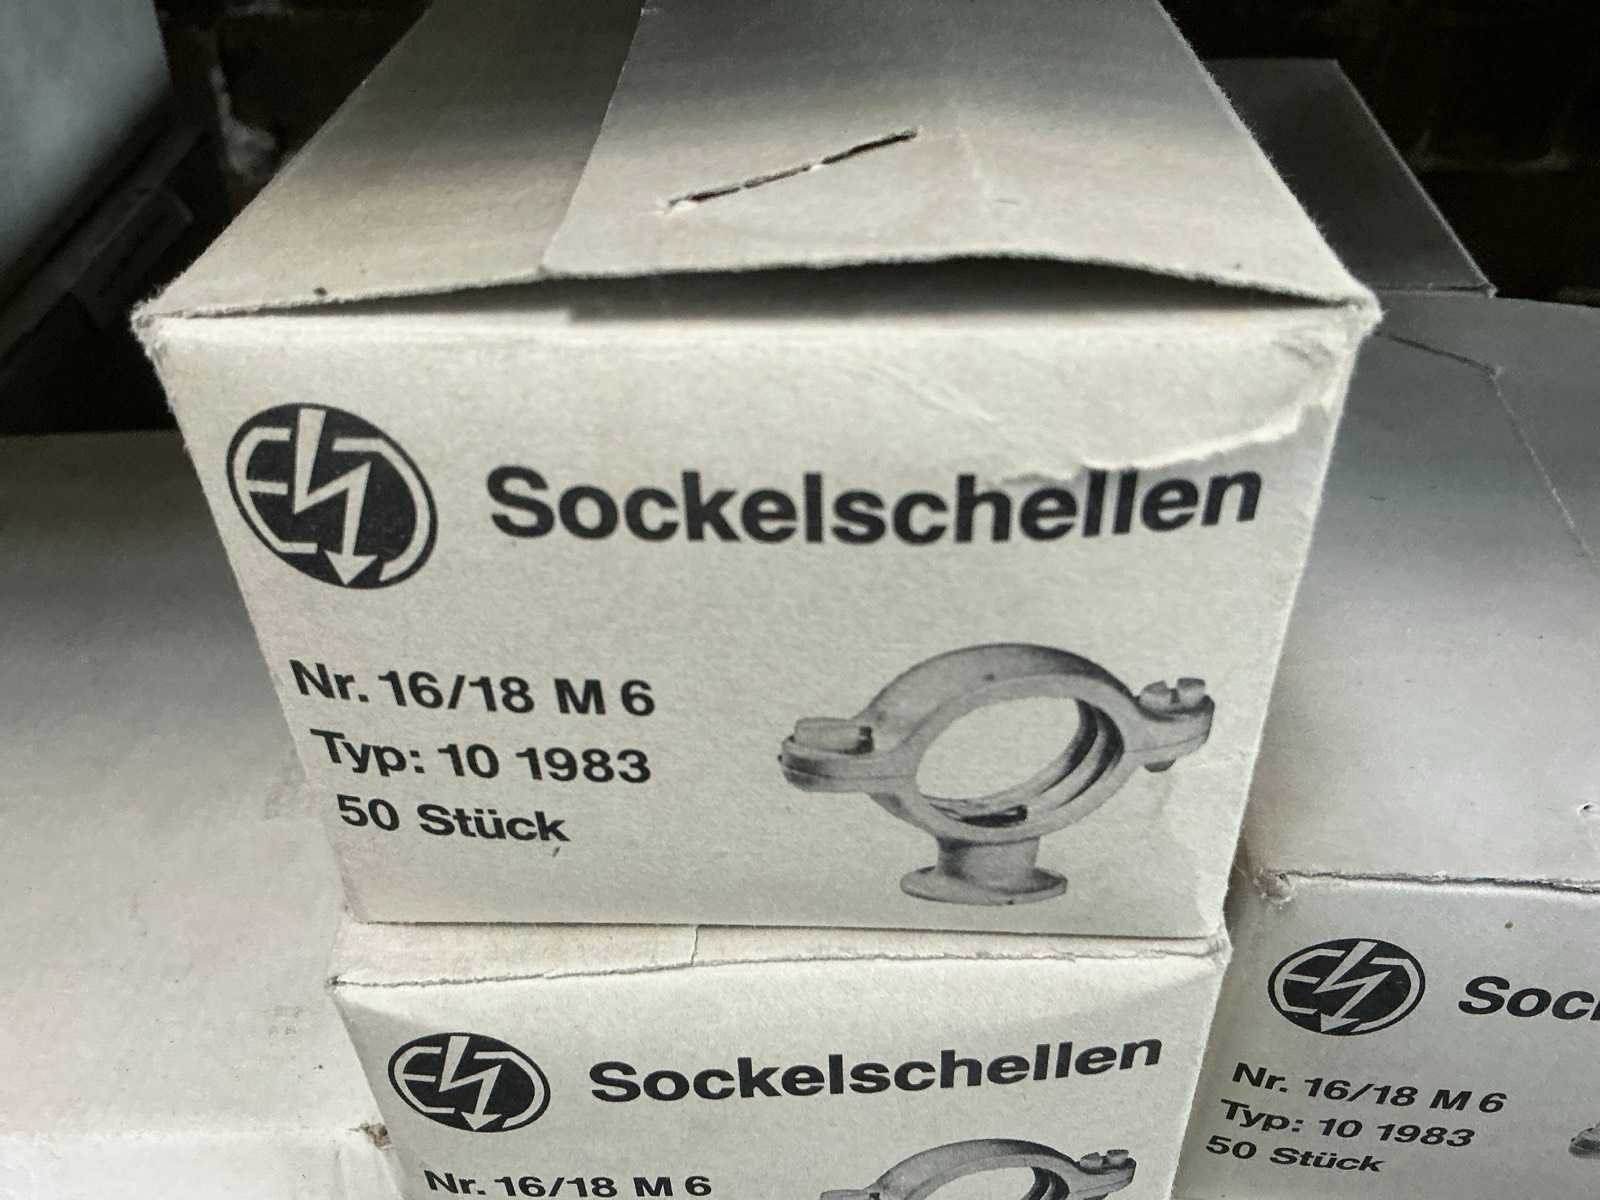 Sockelschellen
Nr. 16/18 M 6
Typ: 10 1983
50 Stück
Sockelschellen
Nr. 16/18 M 6
Soc
Nr. 16/18 M 6
Typ: 10 1983
50 Stück